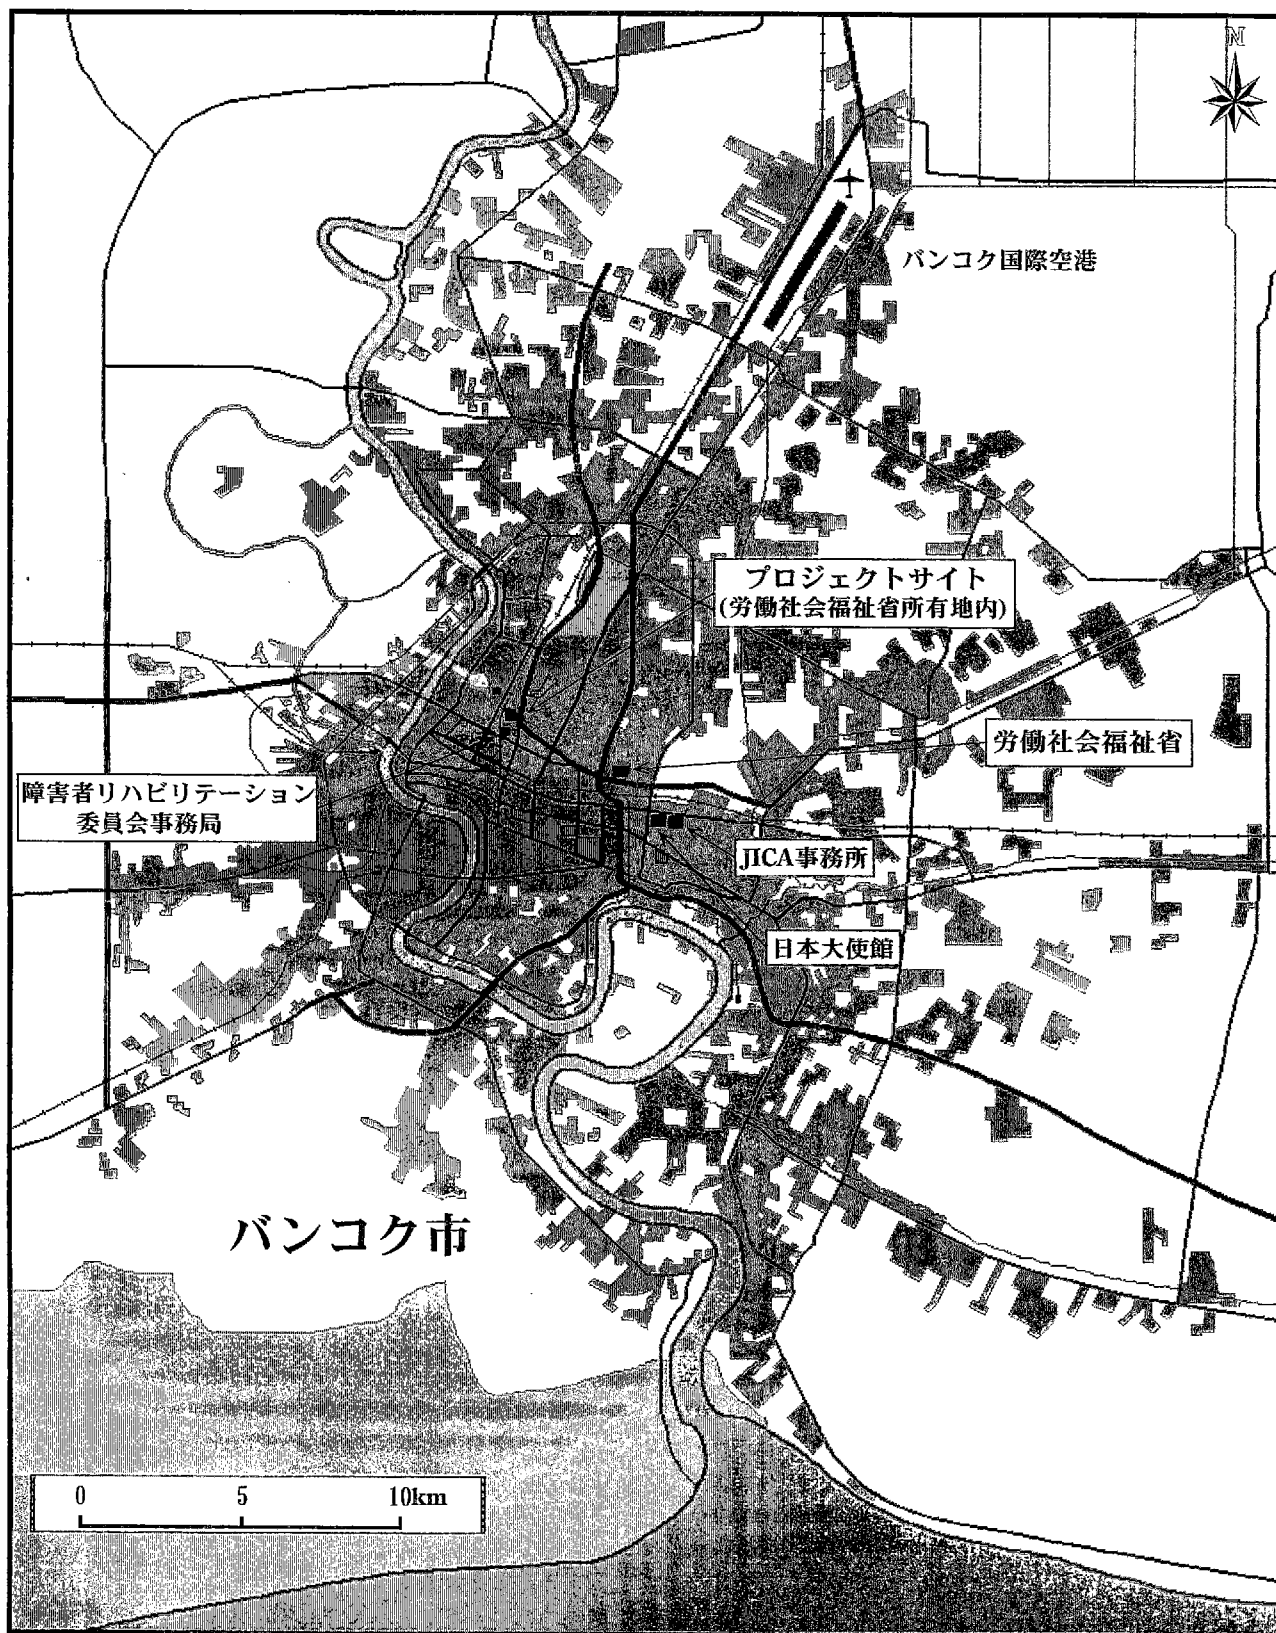 N
バンコク国際空港
プロジェクトサイト
(労働社会福祉省所有地内)
労働社会福祉省
障害者リハビリテーション
委員会事務局
JICA事務所
日本大使館
バンコク市
0 5 10km